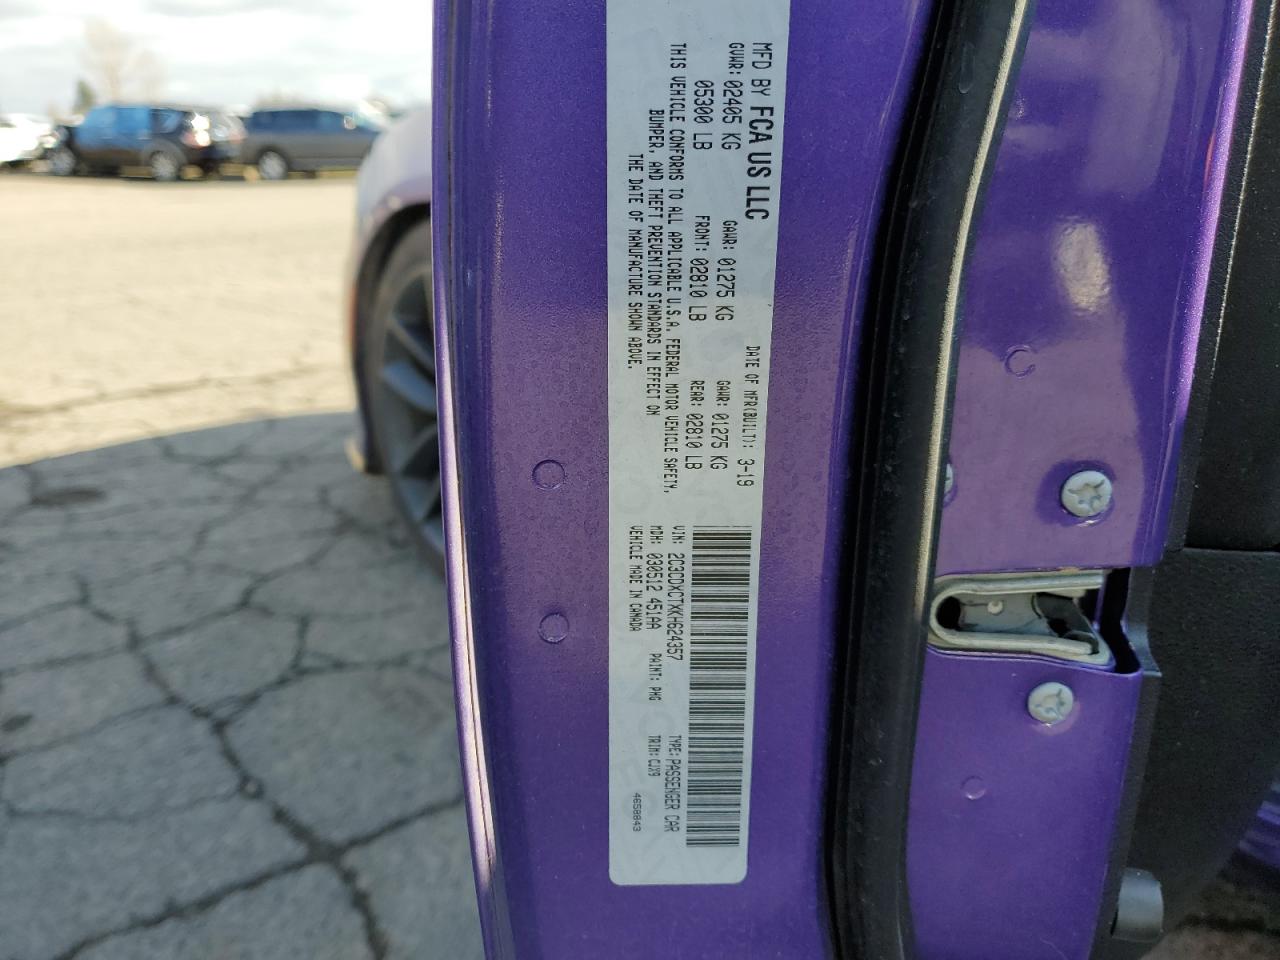 MFD BY FCA US LLC DATE OF MFR(BUILT): 3-19
GVWR: 02405 KG GAWR: 01275 KG GAWR: 01275 KG
05300 LB FRONT: 02810 LB REAR: 02810 LB
THIS VEHICLE CONFORMS TO ALL APPLICABLE U.S.A. FEDERAL MOTOR VEHICLE SAFETY,
BUMPER, AND THEFT PREVENTION STANDARDS IN EFFECT ON
THE DATE OF MANUFACTURE SHOWN ABOVE.
VIN: 2C3CDXCTXKH624357 TYPE: PASSENGER CAR
MDH: 030512 451AA PAINT: PHG TRIM: CJX9
VEHICLE MADE IN CANADA 4658843